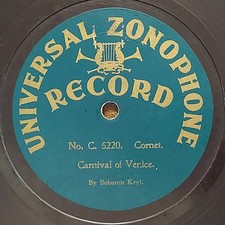 UNIVERSAL ZONOPHONE
RECORD
No. C. 5220. Cornet.
Carnival of Venice.
By Bohumir Kryl.